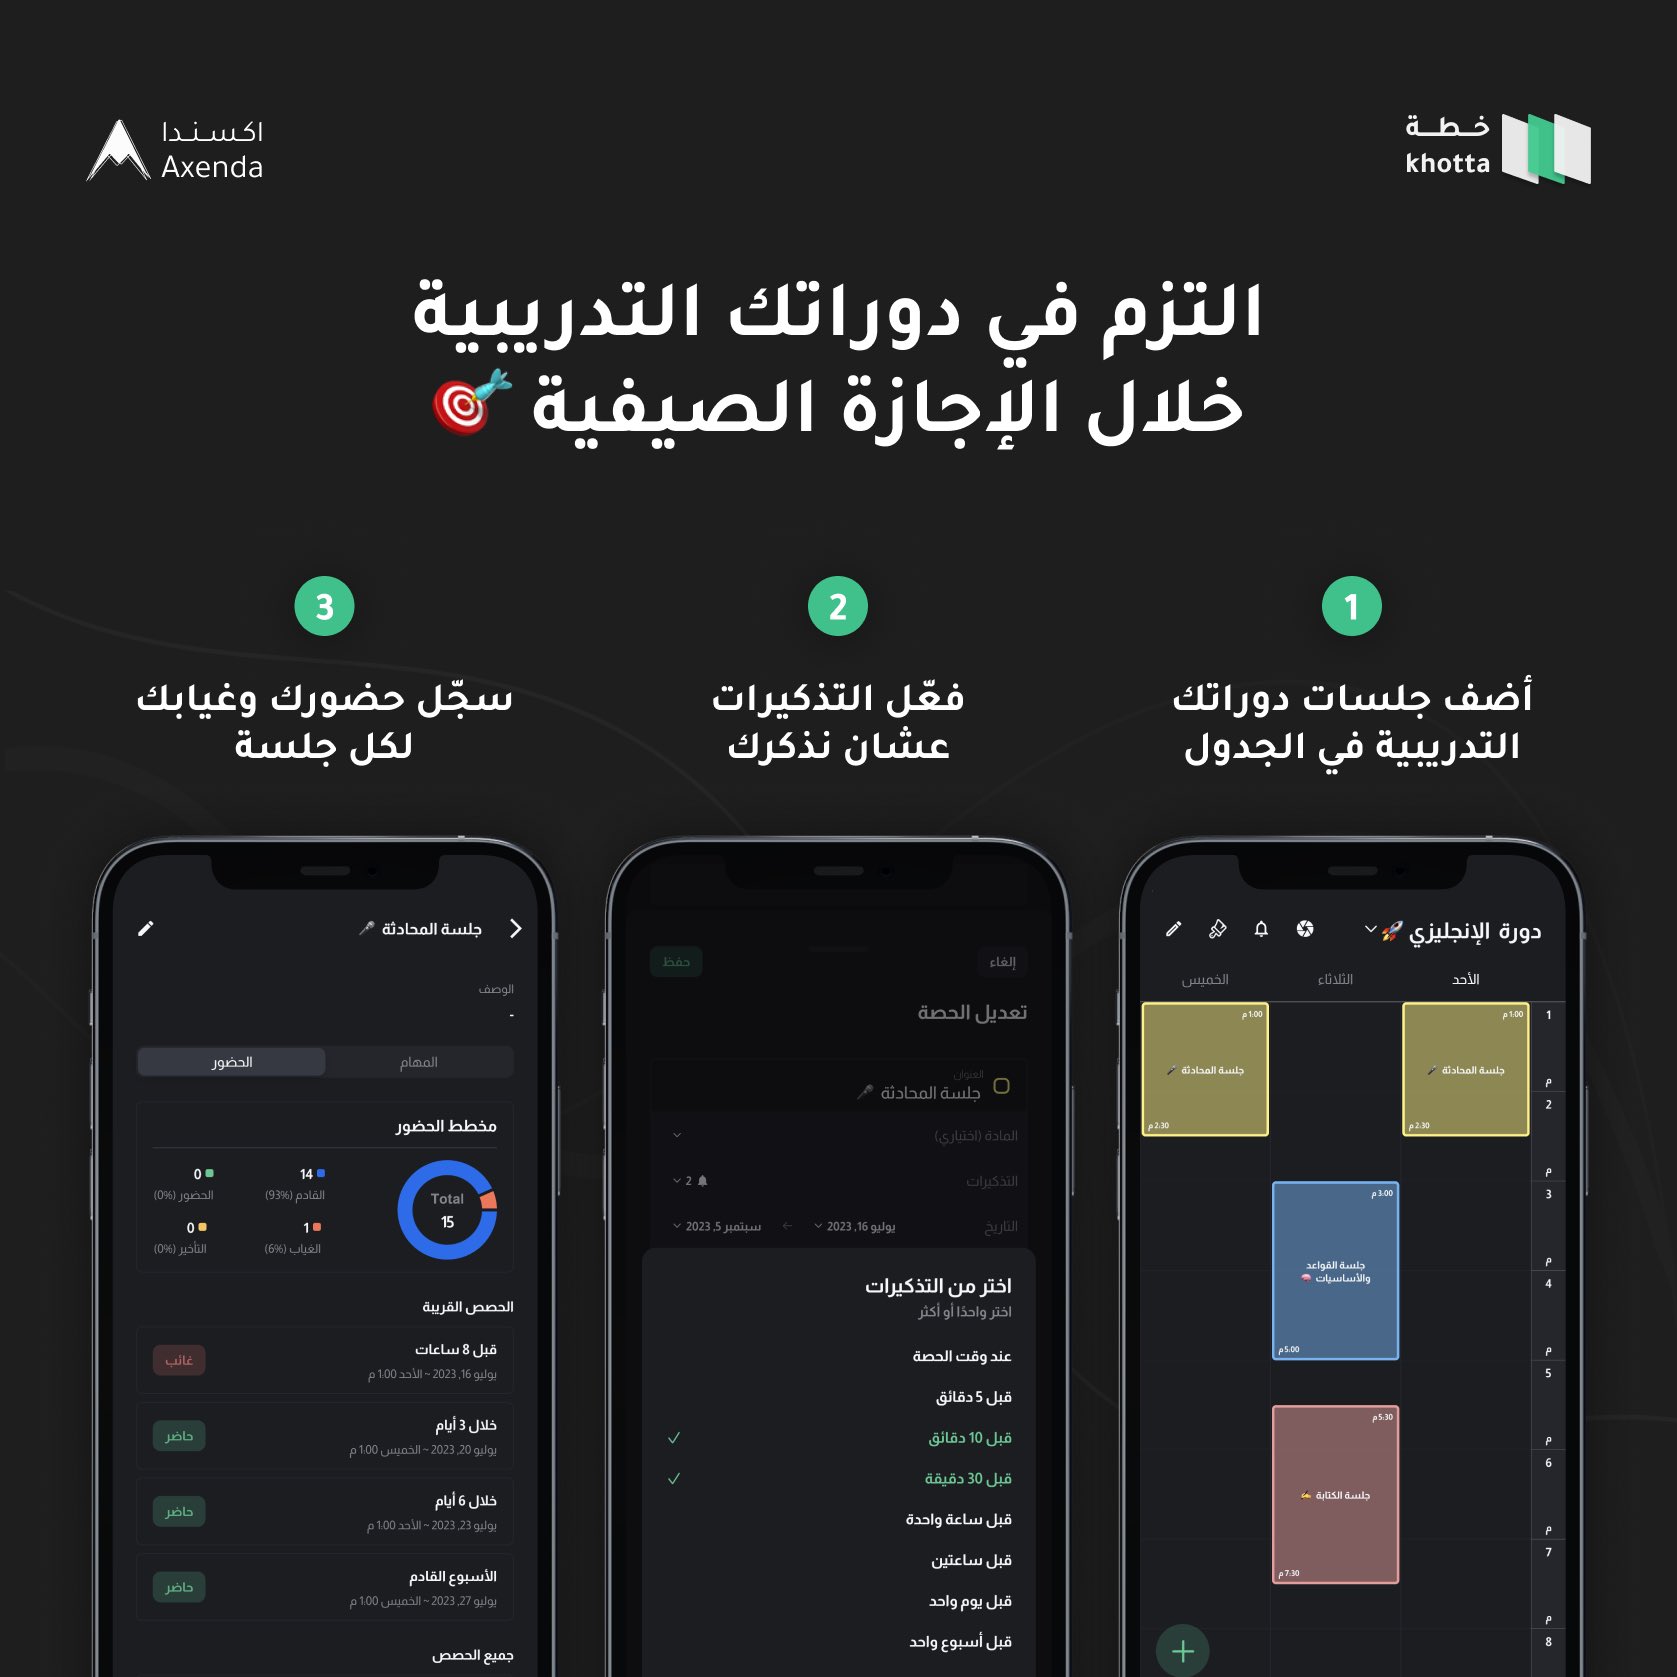 خطة
khotta
اكسندا
Axenda
التزم في دوراتك التدريبية
خلال الإجازة الصيفية 🎯
1
أضف جلسات دوراتك
التدريبية في الجدول
2
فعّل التذكيرات
عشان نذكرك
3
سجّل حضورك وغيابك
لكل جلسة
دورة الإنجليزي 🚀
الأحد
الثلاثاء
الخميس
1
م
2
م
3
م
4
م
5
م
6
م
7
م
8
1:00 م
جلسة المحادثة 🎤
2:30 م
3:00 م
جلسة القواعد
والأساسيات 🧠
5:00 م
5:30 م
جلسة الكتابة ✍️
7:30 م
1:00 م
جلسة المحادثة 🎤
2:30 م
إلغاء
حفظ
تعديل الحصة
العنوان
جلسة المحادثة 🎤
المادة (اختياري)
التذكيرات
2
التاريخ
يوليو 16, 2023
سبتمبر 5, 2023
اختر من التذكيرات
اختر واحدًا أو أكثر
عند وقت الحصة
قبل 5 دقائق
قبل 10 دقائق
قبل 30 دقيقة
قبل ساعة واحدة
قبل ساعتين
قبل يوم واحد
قبل أسبوع واحد
جلسة المحادثة 🎤
الوصف
-
المهام
الحضور
مخطط الحضور
Total
15
14
القادم (93%)
0
الحضور (0%)
1
الغياب (6%)
0
التأخير (0%)
الحصص القريبة
قبل 8 ساعات
يوليو 16, 2023 ~ الأحد 1:00 م
غائب
خلال 3 أيام
يوليو 20, 2023 ~ الخميس 1:00 م
حاضر
خلال 6 أيام
يوليو 23, 2023 ~ الأحد 1:00 م
حاضر
الأسبوع القادم
يوليو 27, 2023 ~ الخميس 1:00 م
حاضر
جميع الحصص